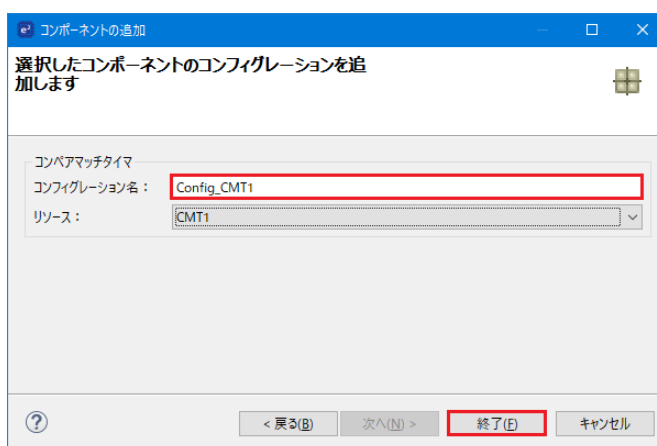 e² コンポーネントの追加
選択したコンポーネントのコンフィグレーションを追
加します
コンペアマッチタイマ
コンフィグレーション名： Config_CMT1
リソース： CMT1
? < 戻る(B) 次へ(N) > 終了(F) キャンセル